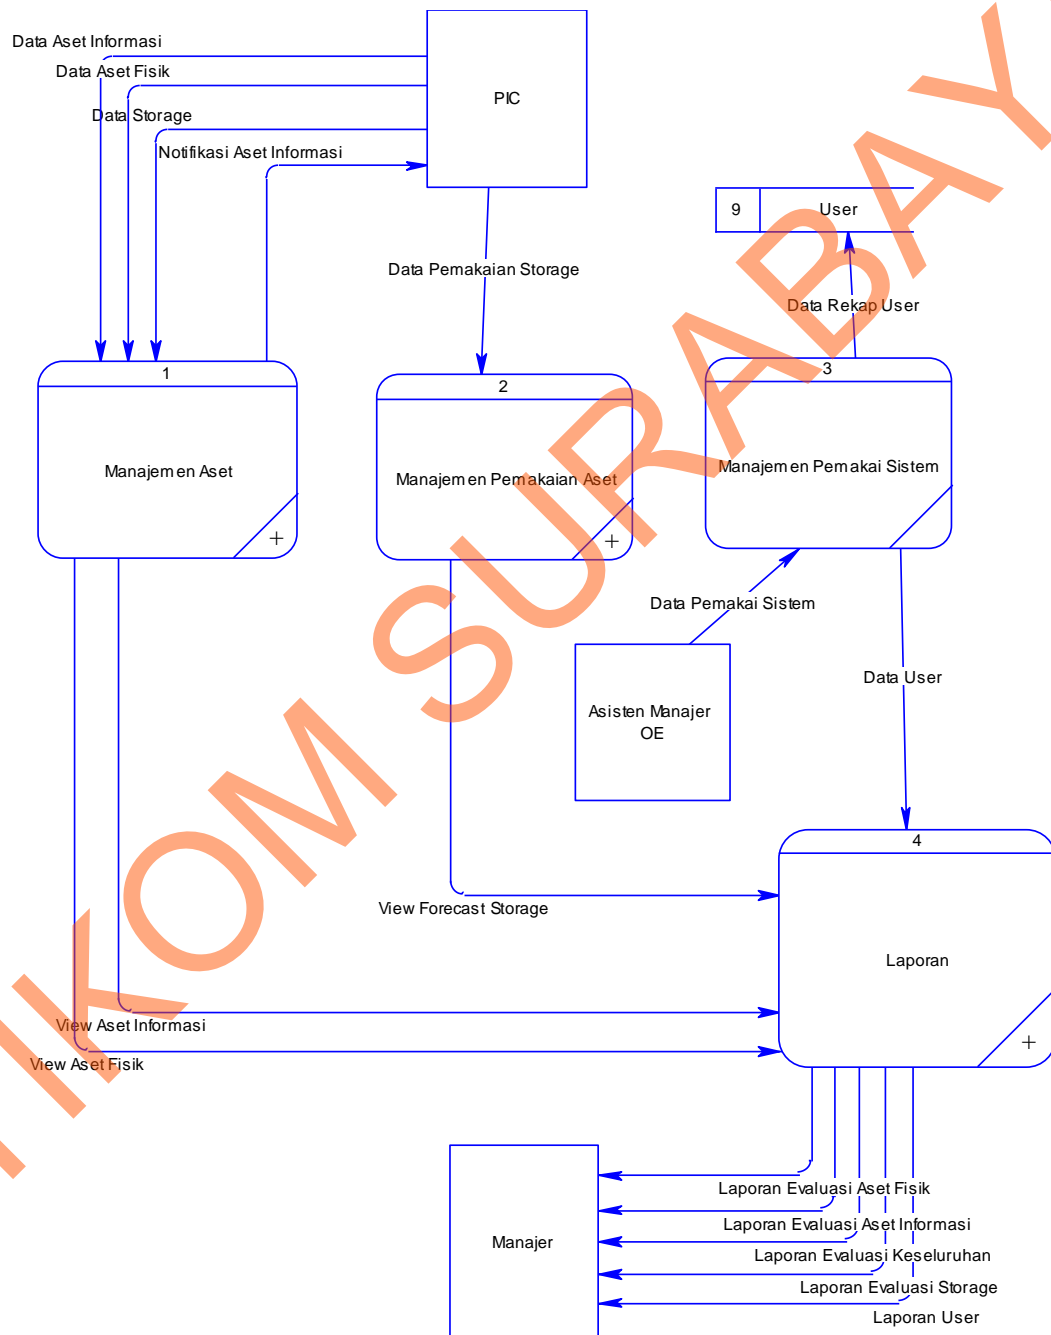 Data Aset Informasi
Data Aset Fisik
Data Storage
Notifikasi Aset Informasi
PIC
9
User
Data Pemakaian Storage
Data Rekap User
1
Manajemen Aset
+
2
Manajemen Pemakaian Aset
+
3
Manajemen Pemakai Sistem
Data Pemakai Sistem
Asisten Manajer
OE
Data User
4
Laporan
+
View Forecast Storage
View Aset Informasi
View Aset Fisik
Manajer
Laporan Evaluasi Aset Fisik
Laporan Evaluasi Aset Informasi
Laporan Evaluasi Keseluruhan
Laporan Evaluasi Storage
Laporan User
IKOM SURABAY